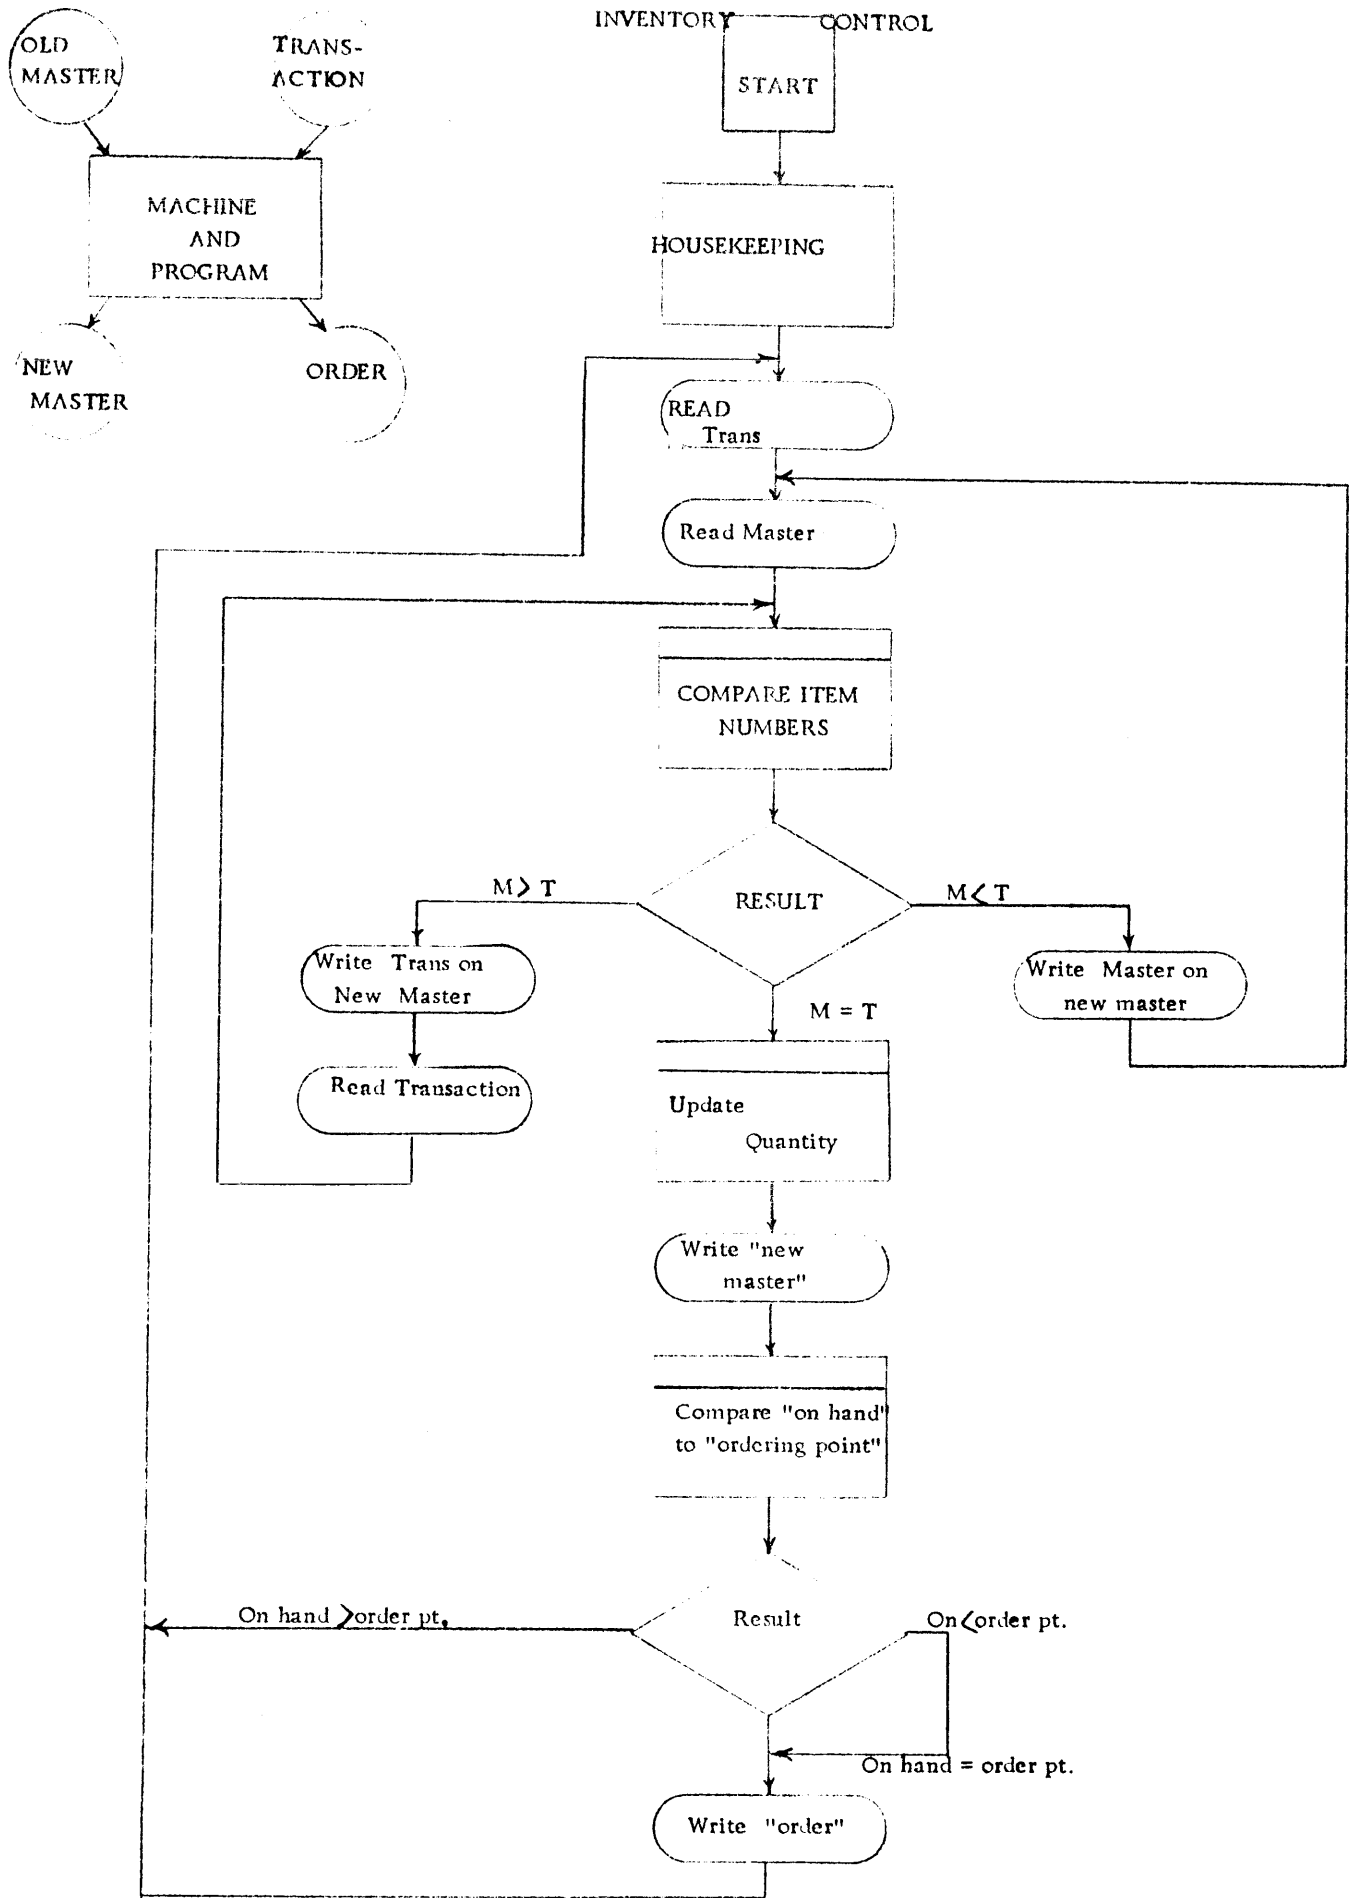 INVENTORY CONTROL
OLD
MASTER
TRANS-
ACTION
MACHINE
AND
PROGRAM
NEW
MASTER
ORDER
START
HOUSEKEEPING
READ
Trans
Read Master
COMPARE ITEM
NUMBERS
RESULT
M > T
M < T
M = T
Write Trans on
New Master
Read Transaction
Write Master on
new master
Update
Quantity
Write "new
master"
Compare "on hand"
to "ordering point"
Result
On hand >order pt.
On<order pt.
On hand = order pt.
Write "order"